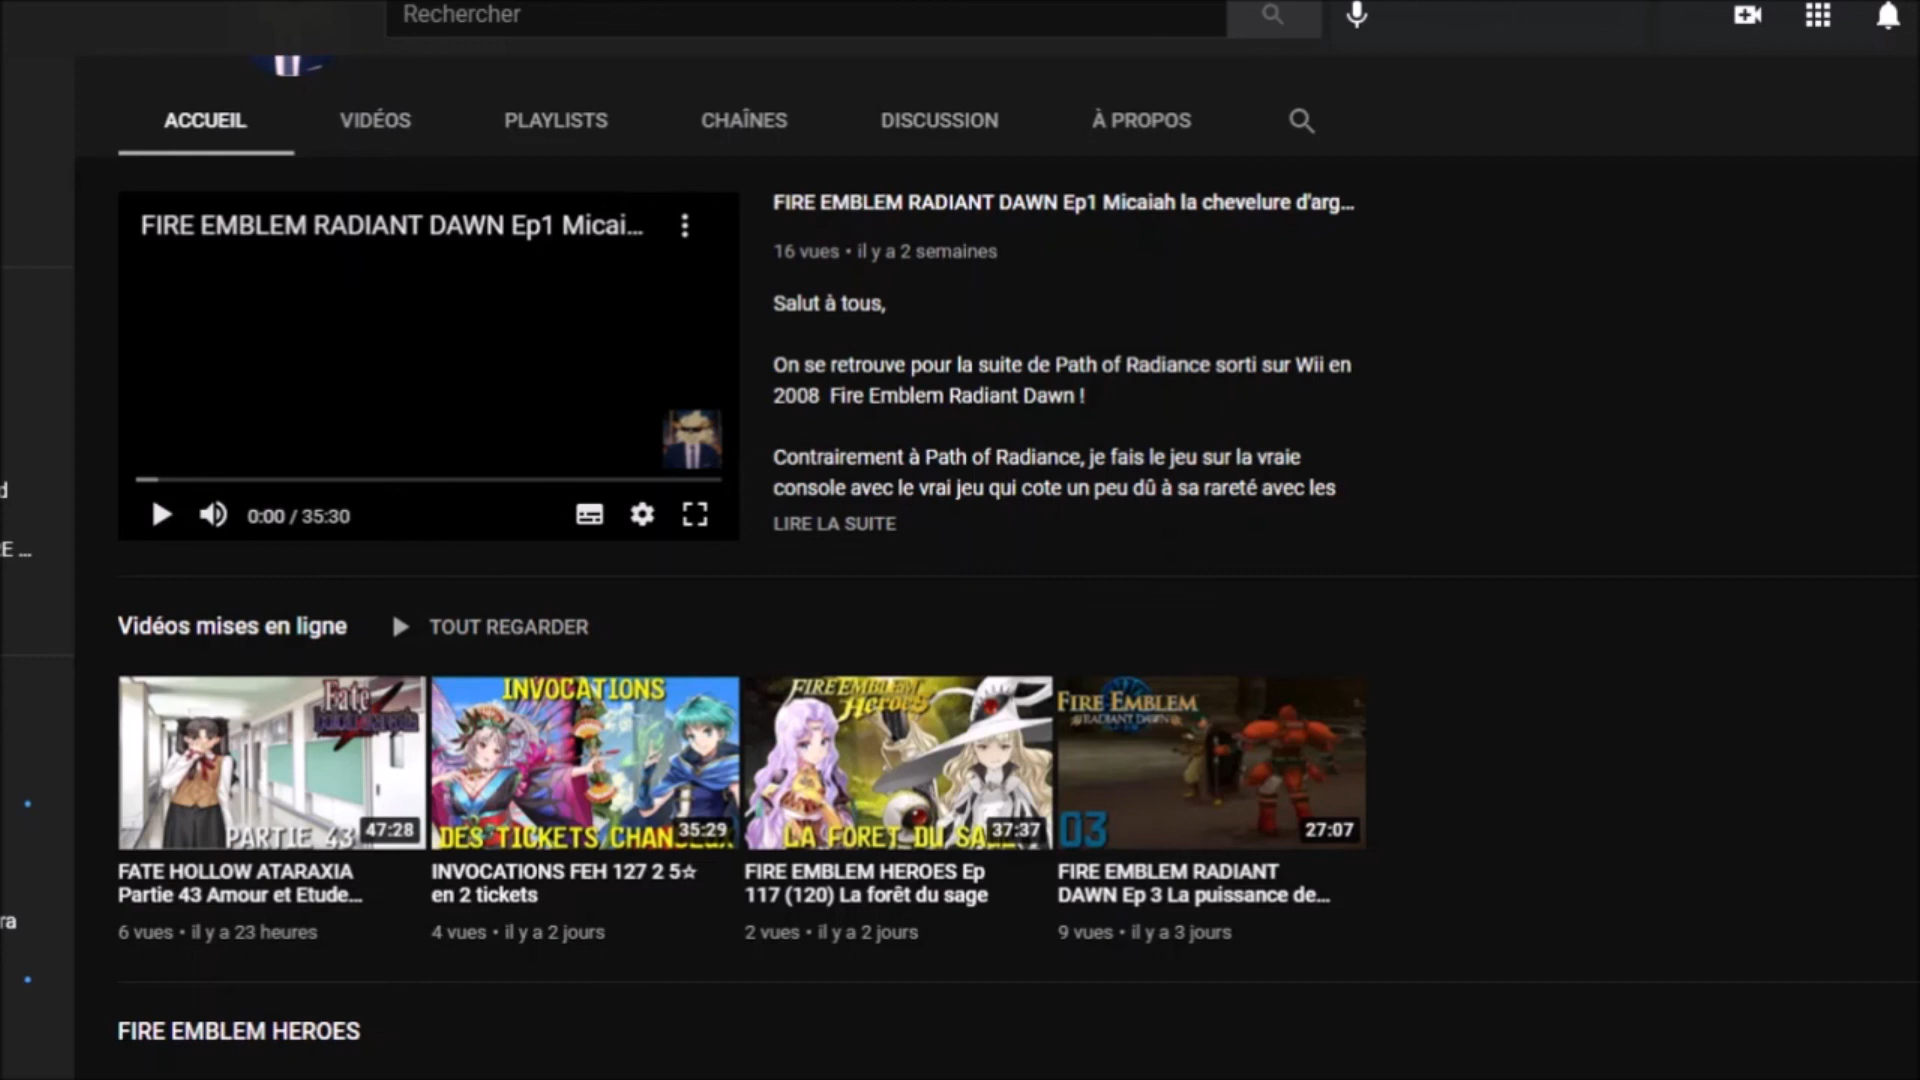 Rechercher
ACCUEIL
VIDÉOS
PLAYLISTS
CHAÎNES
DISCUSSION
À PROPOS
FIRE EMBLEM RADIANT DAWN Ep1 Micai...
0:00 / 35:30
FIRE EMBLEM RADIANT DAWN Ep1 Micaiah la chevelure d'arg...
16 vues • il y a 2 semaines
Salut à tous,
On se retrouve pour la suite de Path of Radiance sorti sur Wii en
2008  Fire Emblem Radiant Dawn !
Contrairement à Path of Radiance, je fais le jeu sur la vraie
console avec le vrai jeu qui cote un peu dû à sa rareté avec les
LIRE LA SUITE
d
E ...
ra
Vidéos mises en ligne
TOUT REGARDER
Fate
PARTIE 43
47:28
FATE HOLLOW ATARAXIA
Partie 43 Amour et Etude...
6 vues • il y a 23 heures
INVOCATIONS
DES TICKETS
35:29
INVOCATIONS FEH 127 2 5☆
en 2 tickets
4 vues • il y a 2 jours
FIRE EMBLEM
Heroes
LA FORET DU
37:37
FIRE EMBLEM HEROES Ep
117 (120) La forêt du sage
2 vues • il y a 2 jours
FIRE EMBLEM
RADIANT DAWN
03
27:07
FIRE EMBLEM RADIANT
DAWN Ep 3 La puissance de...
9 vues • il y a 3 jours
FIRE EMBLEM HEROES